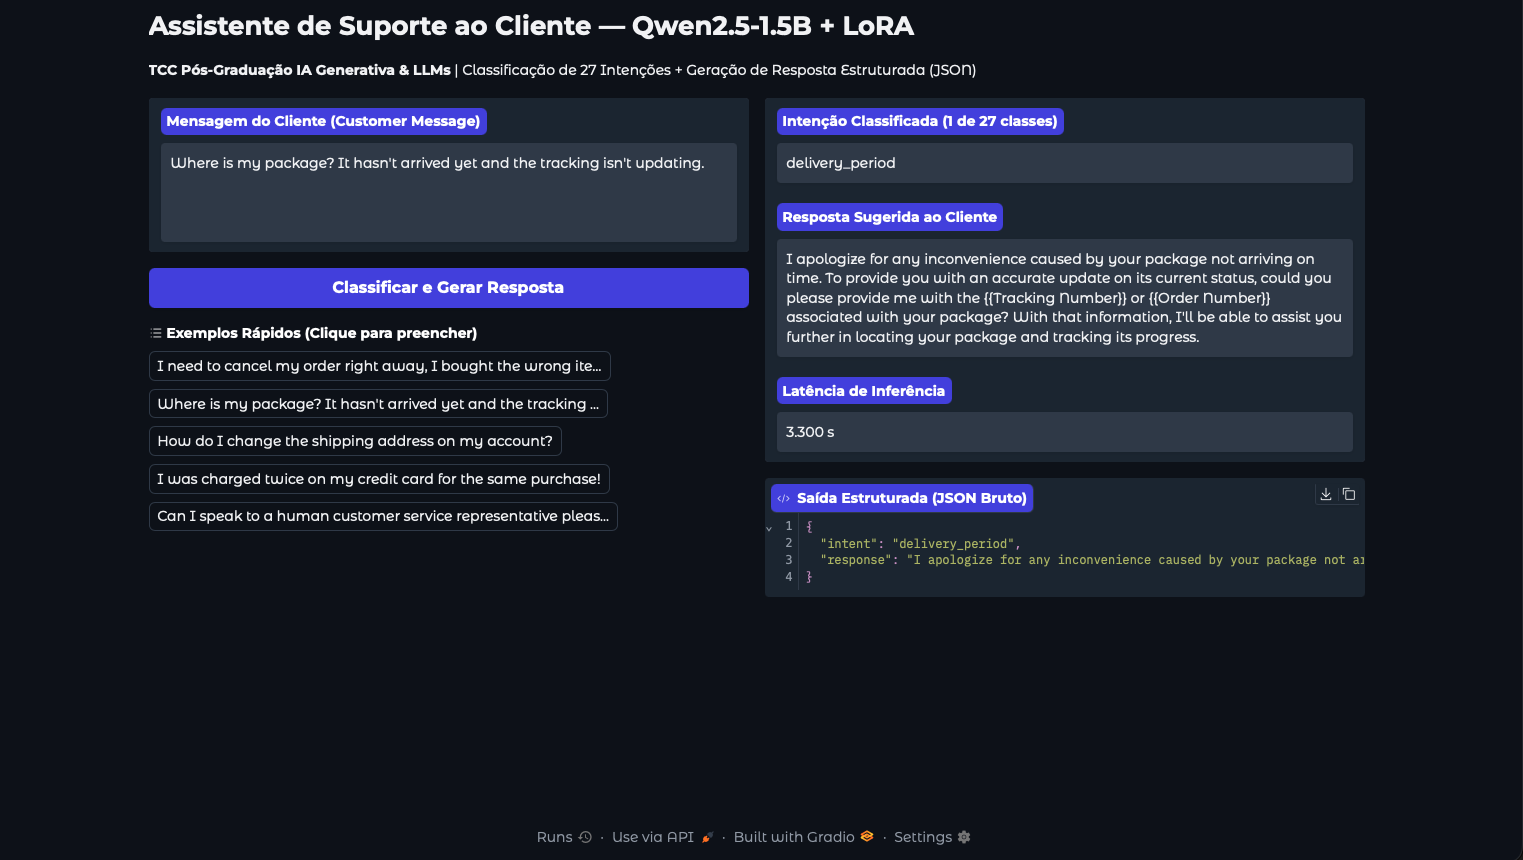 Assistente de Suporte ao Cliente — Qwen2.5-1.5B + LoRA
TCC Pós-Graduação IA Generativa & LLMs | Classificação de 27 Intenções + Geração de Resposta Estruturada (JSON)
Mensagem do Cliente (Customer Message)
Where is my package? It hasn't arrived yet and the tracking isn't updating.
Classificar e Gerar Resposta
Exemplos Rápidos (Clique para preencher)
I need to cancel my order right away, I bought the wrong ite...
Where is my package? It hasn't arrived yet and the tracking ...
How do I change the shipping address on my account?
I was charged twice on my credit card for the same purchase!
Can I speak to a human customer service representative pleas...
Intenção Classificada (1 de 27 classes)
delivery_period
Resposta Sugerida ao Cliente
I apologize for any inconvenience caused by your package not arriving on
time. To provide you with an accurate update on its current status, could you
please provide me with the {{Tracking Number}} or {{Order Number}}
associated with your package? With that information, I'll be able to assist you
further in locating your package and tracking its progress.
Latência de Inferência
3.300 s
Saída Estruturada (JSON Bruto)
1 {
2 "intent": "delivery_period",
3 "response": "I apologize for any inconvenience caused by your package not ar
4 }
Runs · Use via API · Built with Gradio · Settings